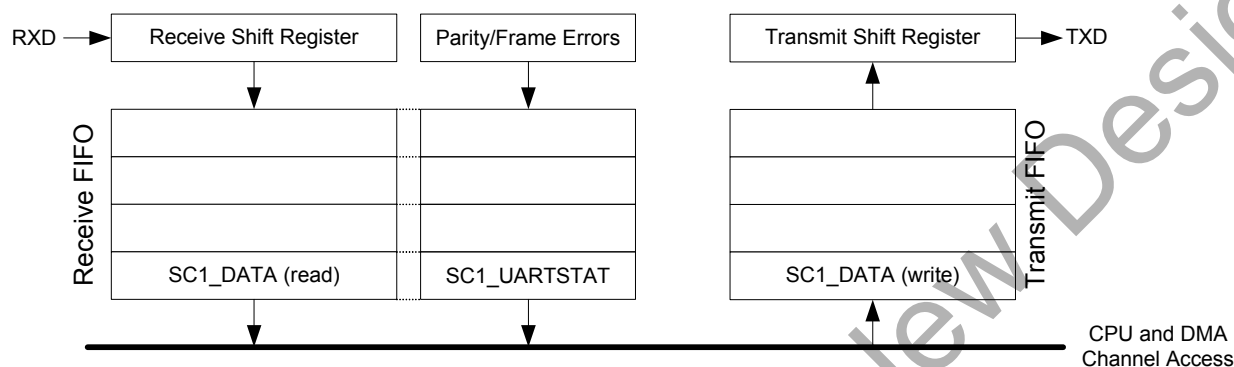 RXD
Receive Shift Register
Parity/Frame Errors
Transmit Shift Register
TXD
Receive FIFO
Transmit FIFO
SC1_DATA (read)
SC1_UARTSTAT
SC1_DATA (write)
CPU and DMA
Channel Access